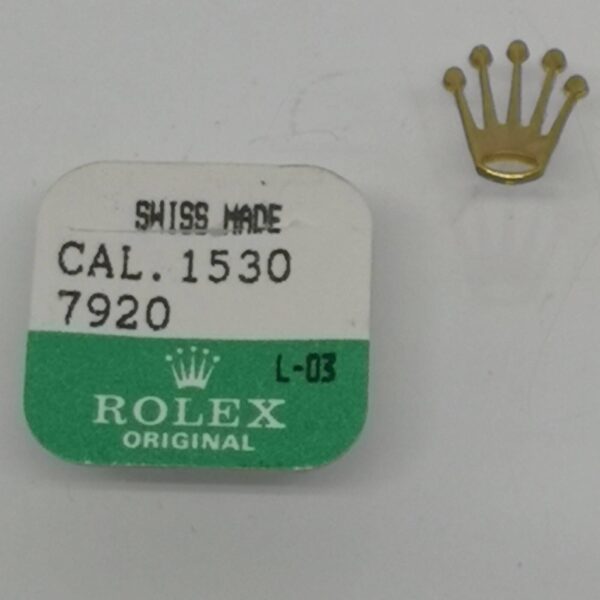 SWISS MADE
CAL. 1530
7920
L-03
ROLEX
ORIGINAL